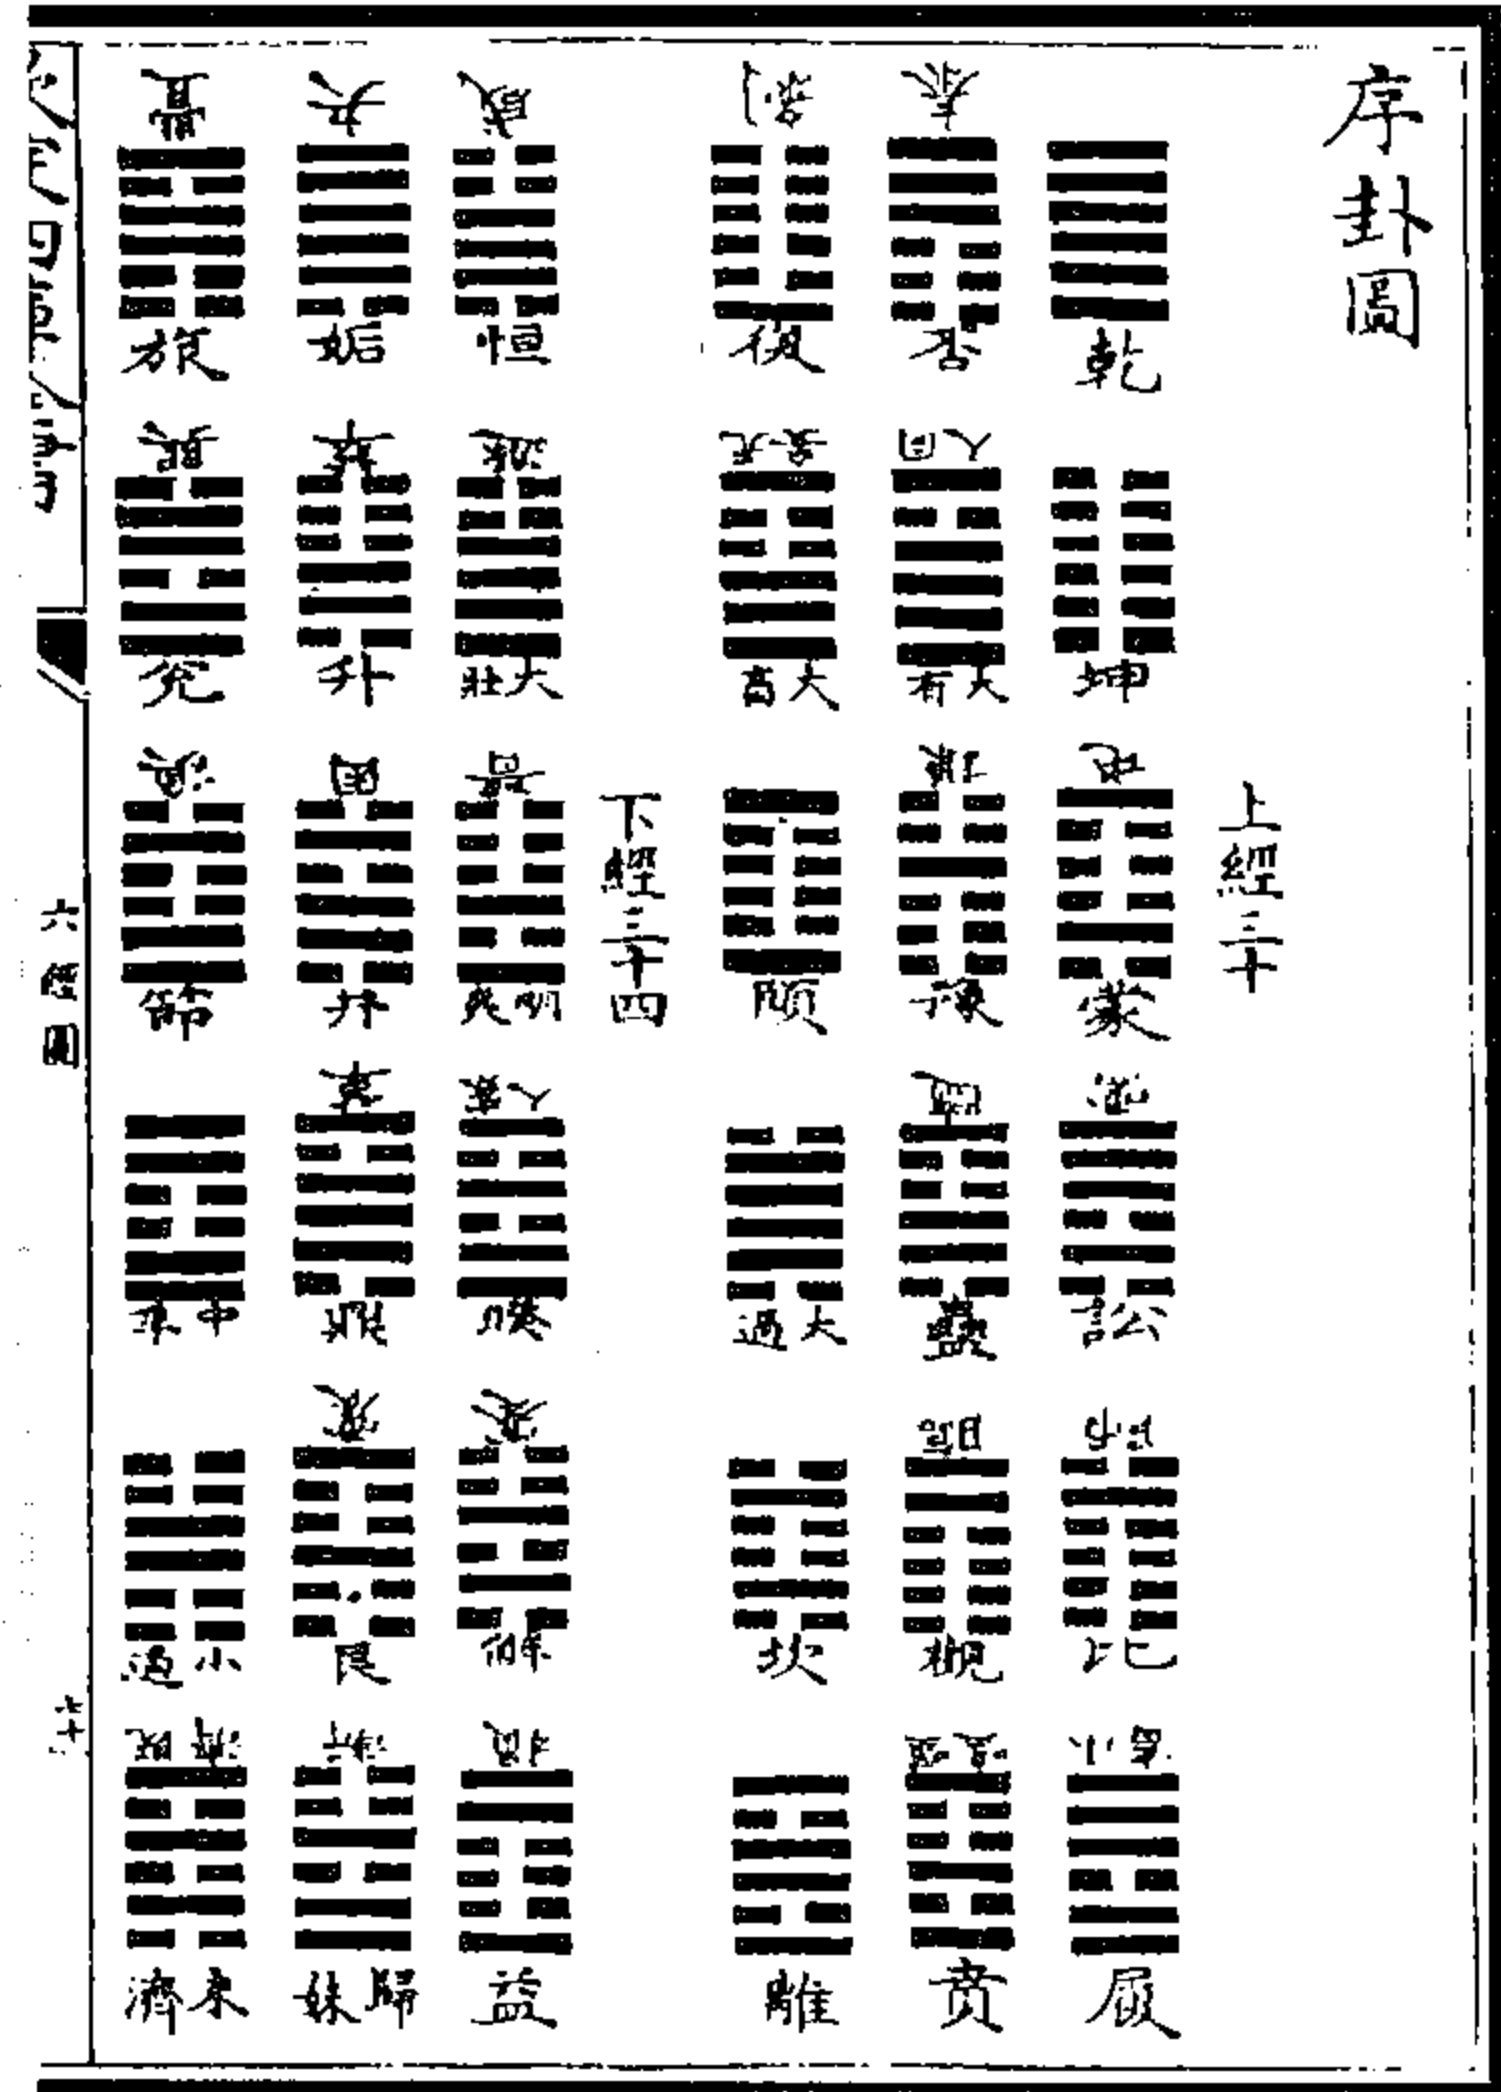 序卦圖
上經三十
乾
坤
屯
蒙
需
訟
師
比
小畜
履
泰
否
同人
大有
謙
豫
隨
蠱
臨
觀
噬嗑
賁
剝
復
无妄
大畜
頤
大過
坎
離
下經三十四
咸
恒
遯
大壯
晉
明夷
家人
睽
蹇
解
損
益
夬
姤
萃
升
困
井
革
鼎
震
艮
漸
歸妹
豐
旅
巽
兌
渙
節
中孚
小過
既濟
未濟
六經圖